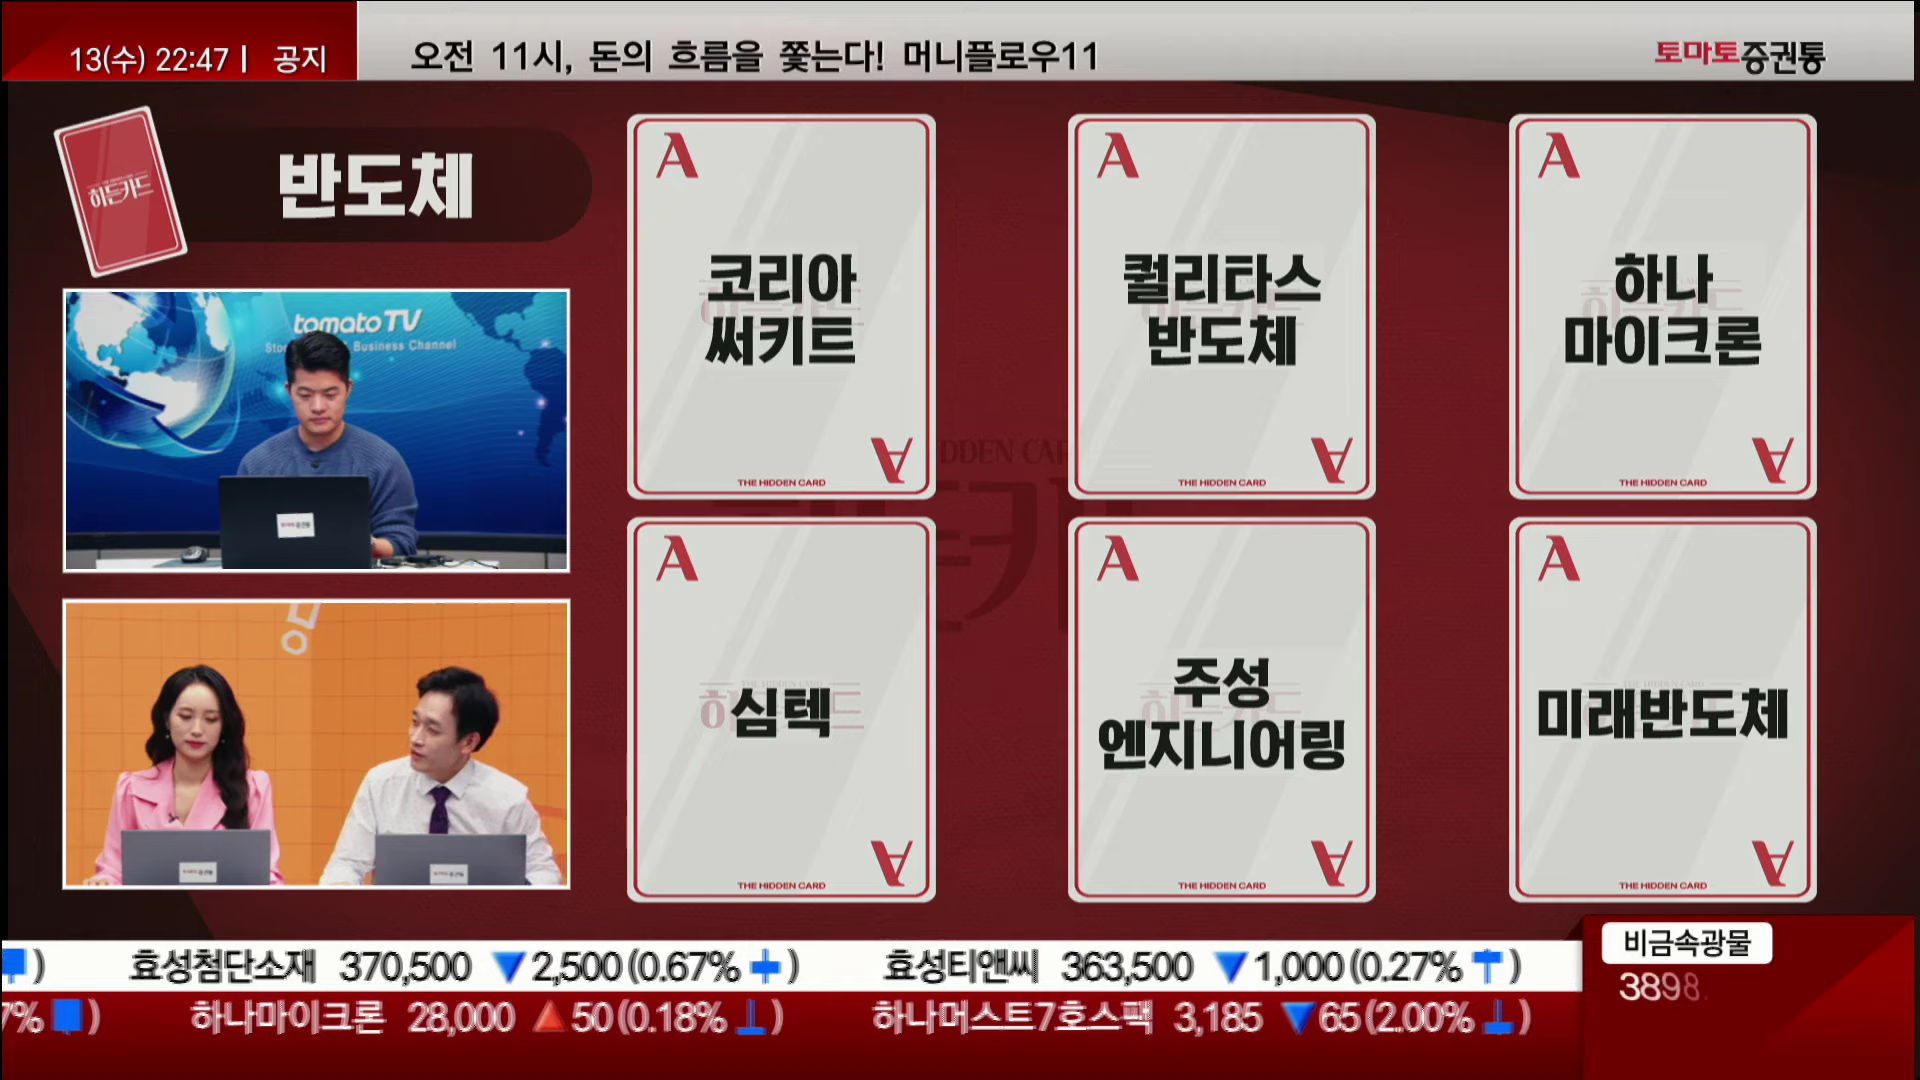 13(수) 22:47 | 공지
오전 11시, 돈의 흐름을 쫓는다! 머니플로우11
토마토증권통
히든카드
반도체
tomatoTV
Business Channel
A
코리아
써키트
A
THE HIDDEN CARD
A
퀄리타스
반도체
A
THE HIDDEN CARD
A
하나
마이크론
A
THE HIDDEN CARD
A
심텍
A
THE HIDDEN CARD
A
주성
엔지니어링
A
THE HIDDEN CARD
A
미래반도체
A
THE HIDDEN CARD
) 효성첨단소재 370,500 ▼2,500(0.67% ) 효성티앤씨 363,500 ▼1,000(0.27% )
7% ) 하나마이크론 28,000 ▲50(0.18% ) 하나머스트7호스팩 3,185 ▼65(2.00% )
비금속광물
3898